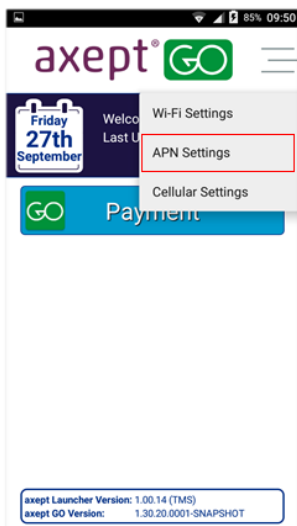 85% 09:50
axept GO
Friday
27th
September
Welco
Last U
Wi-Fi Settings
APN Settings
Cellular Settings
GO Payment
axept Launcher Version: 1.00.14 (TMS)
axept GO Version: 1.30.20.0001-SNAPSHOT